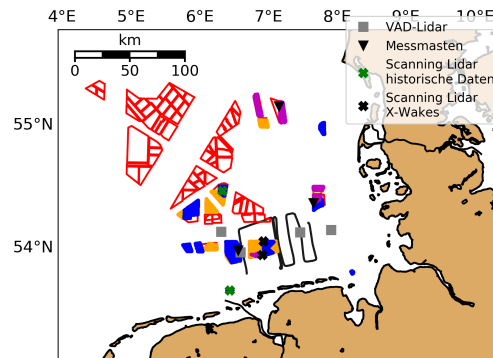 4°E 5°E 6°E 7°E 8°E 9°E 10°E
km
0 50 100
VAD-Lidar
Messmasten
Scanning Lidar
historische Daten
Scanning Lidar
X-Wakes
55°N
54°N